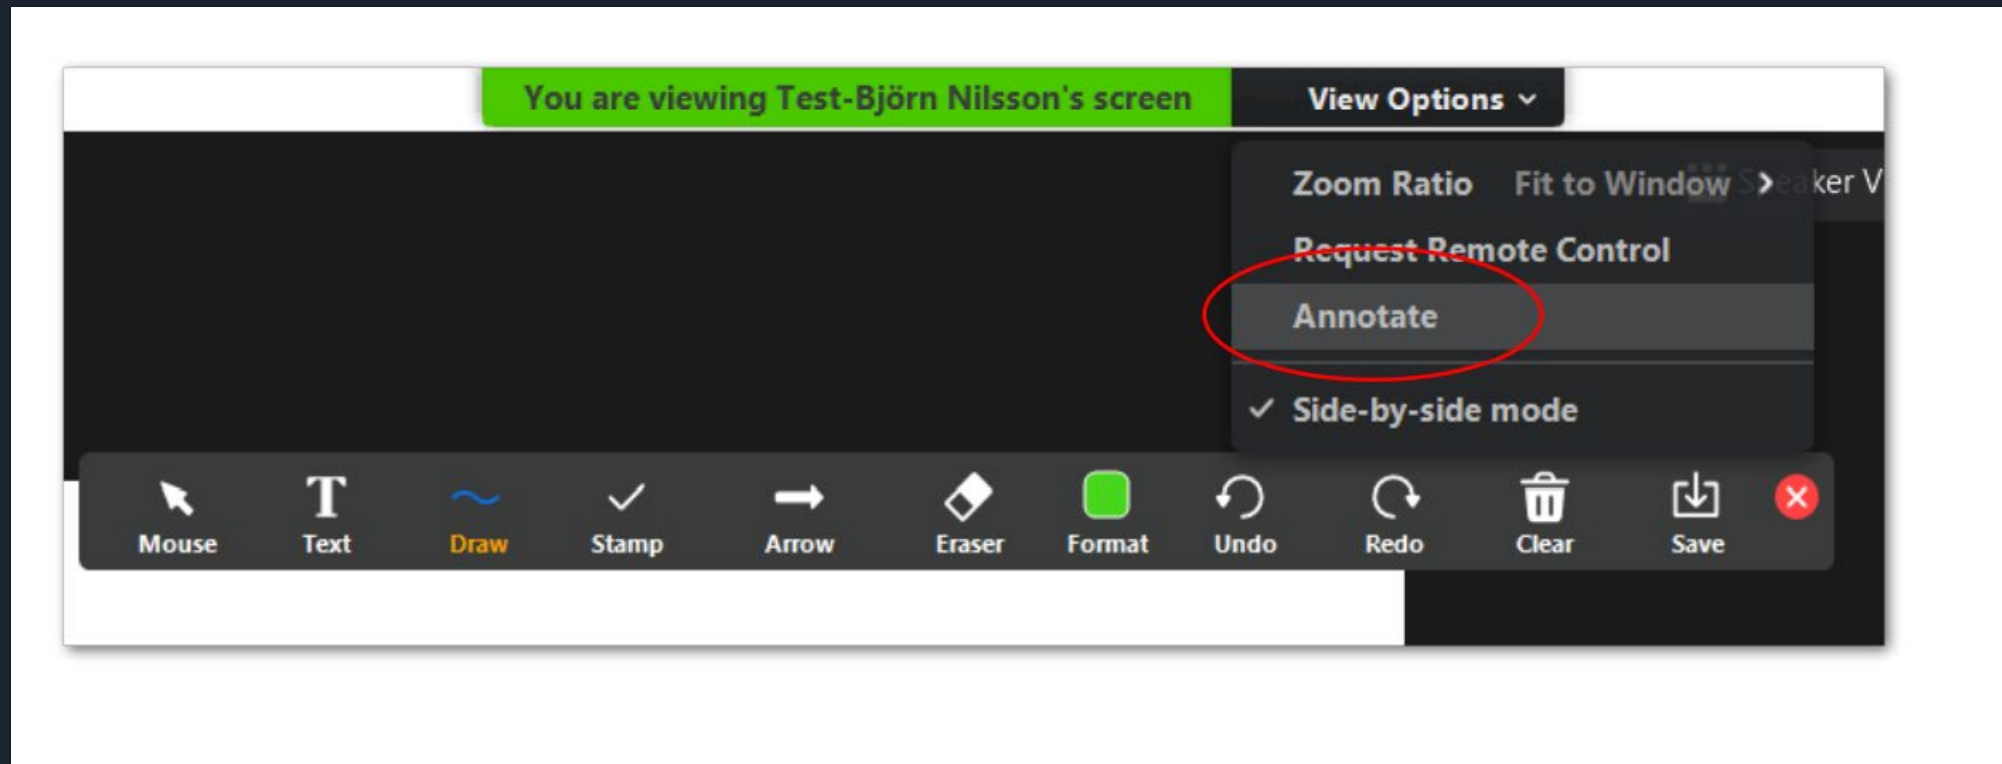 You are viewing Test-Björn Nilsson's screen View Options
Zoom Ratio Fit to Window Speaker V
Request Remote Control
Annotate
Side-by-side mode
Mouse Text Draw Stamp Arrow Eraser Format Undo Redo Clear Save